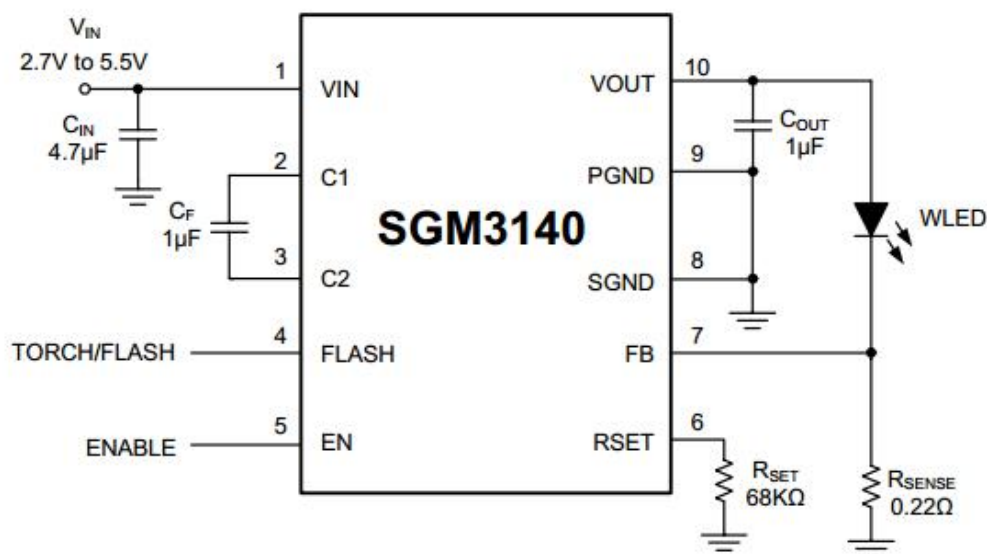 VIN
2.7V to 5.5V
CIN
4.7µF
1
VIN
2
C1
CF
1µF
3
C2
TORCH/FLASH
4
FLASH
ENABLE
5
EN
SGM3140
VOUT
10
COUT
1µF
PGND
9
SGND
8
WLED
FB
7
RSET
6
RSET
68KΩ
RSENSE
0.22Ω